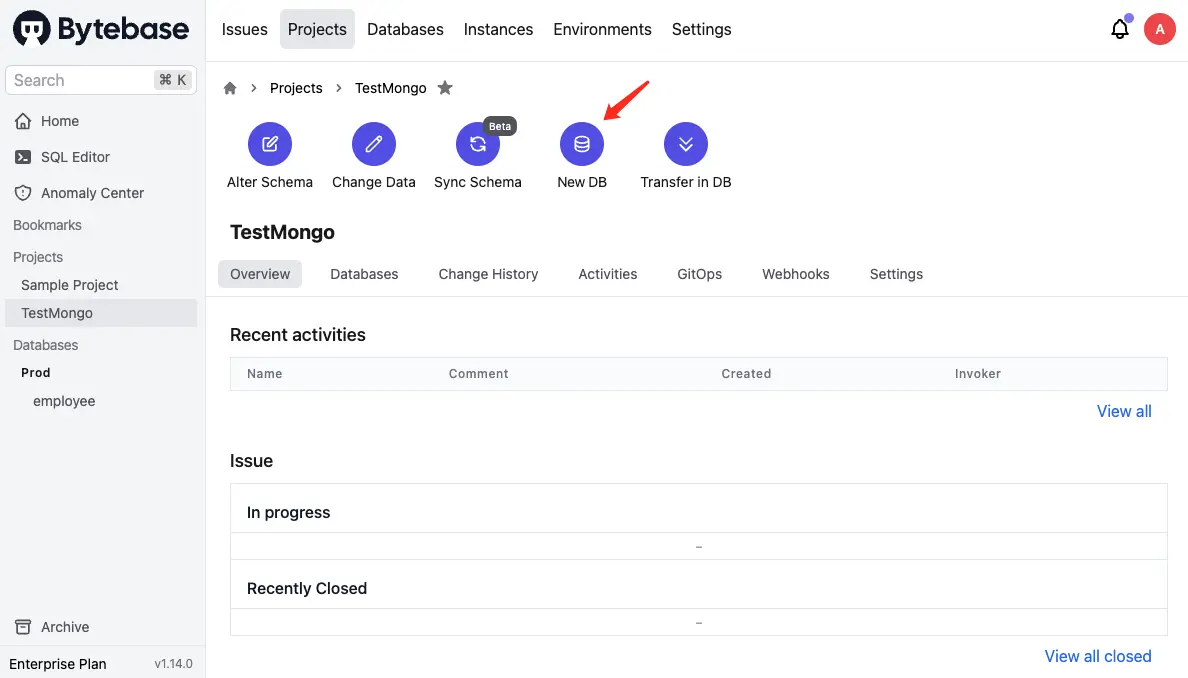 Bytebase
Issues Projects Databases Instances Environments Settings
A
Search ⌘ K
Home
SQL Editor
Anomaly Center
Bookmarks
Projects
Sample Project
TestMongo
Databases
Prod
employee
Archive
Enterprise Plan v1.14.0
Projects > TestMongo
Beta
Alter Schema Change Data Sync Schema New DB Transfer in DB
TestMongo
Overview Databases Change History Activities GitOps Webhooks Settings
Recent activities
Name Comment Created Invoker
View all
Issue
In progress
–
Recently Closed
–
View all closed